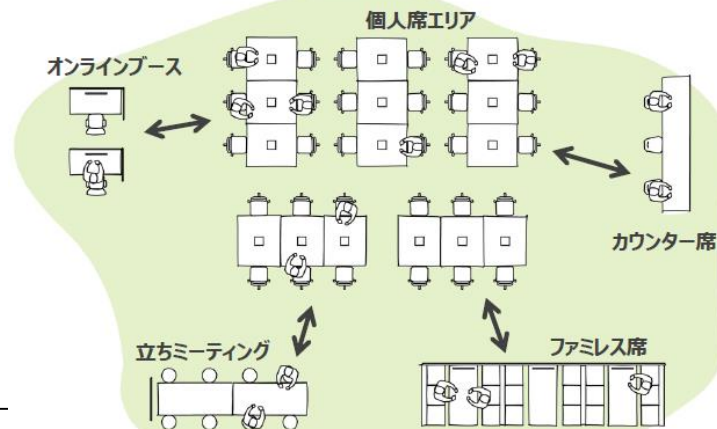 個人席エリア
オンラインブース
カウンター席
立ちミーティング
ファミレス席